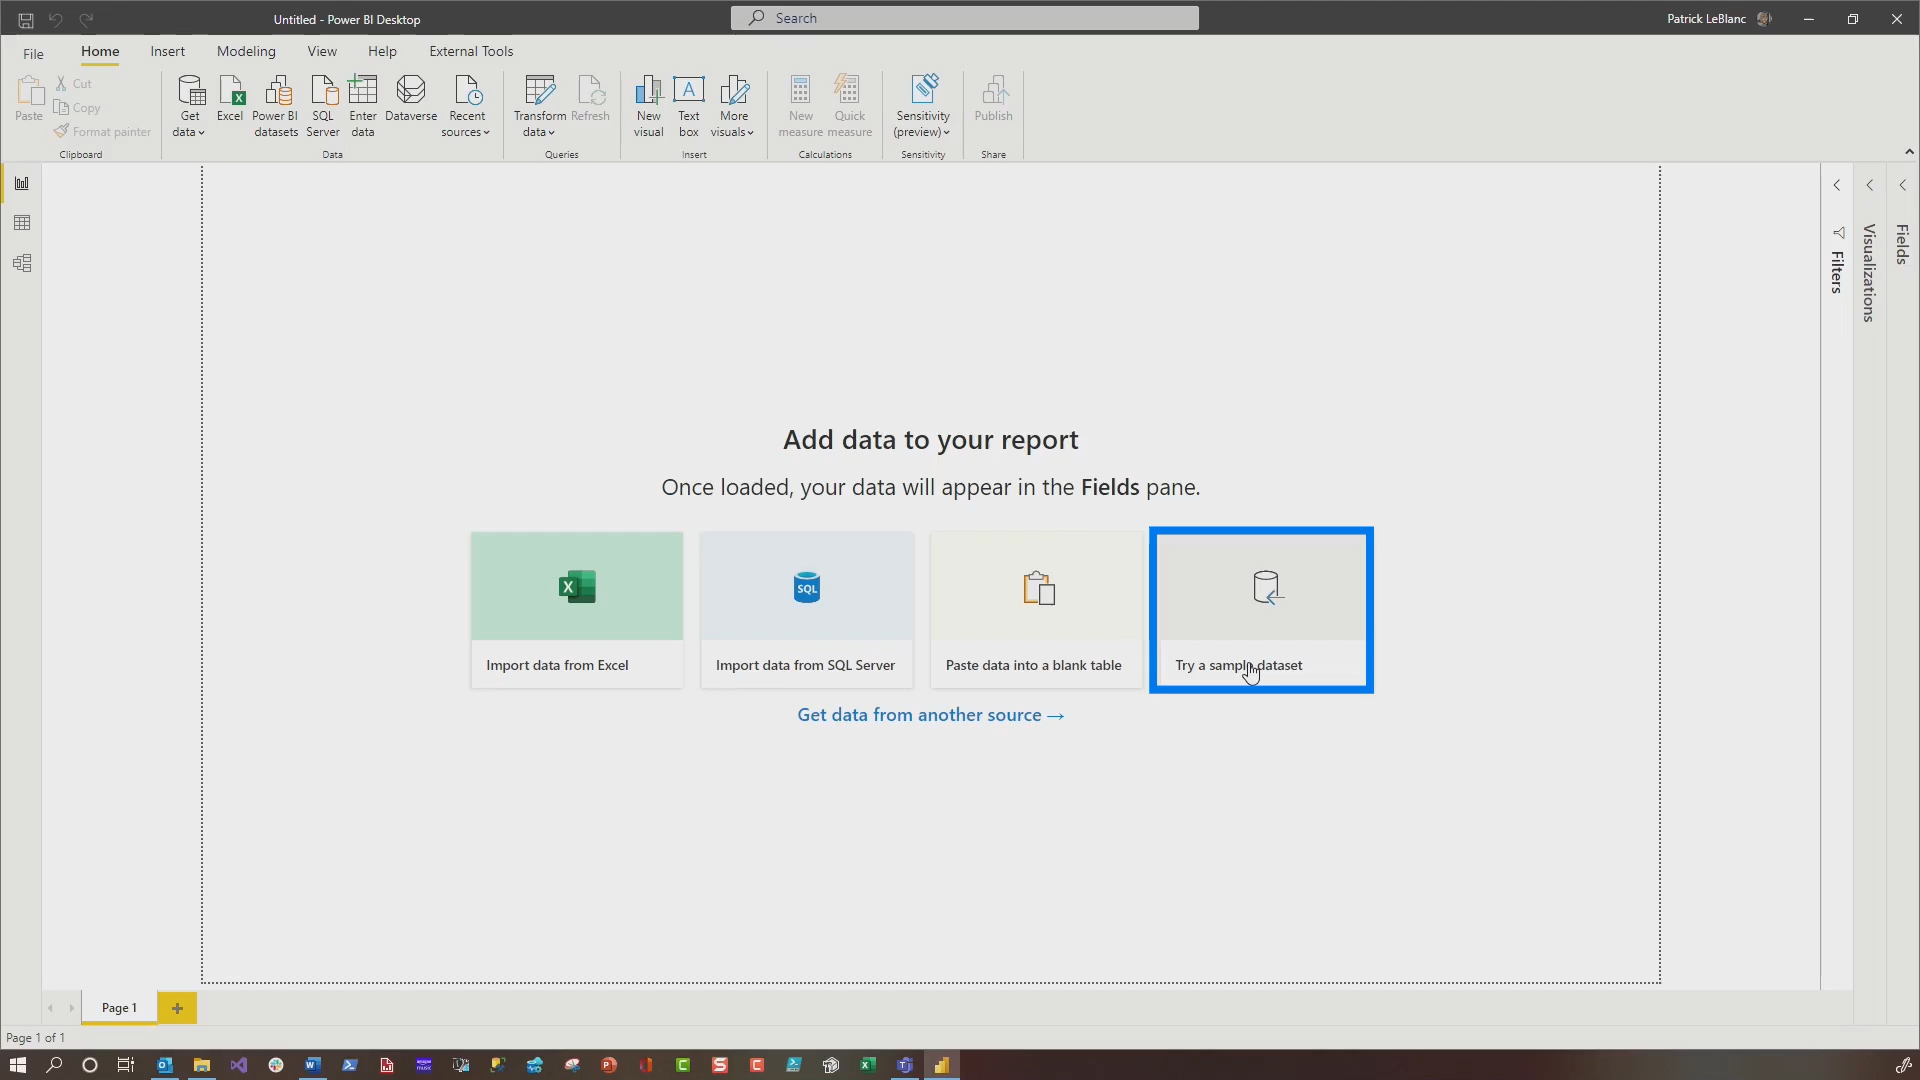 Untitled - Power BI Desktop
Search
Patrick LeBlanc
File
Home
Insert
Modeling
View
Help
External Tools
Paste
Cut
Copy
Format painter
Clipboard
Get
data
Excel
Power BI
datasets
SQL
Server
Enter
data
Dataverse
Recent
sources
Data
Transform
data
Refresh
Queries
New
visual
Text
box
More
visuals
Insert
New
measure
Quick
measure
Calculations
Sensitivity
(preview)
Sensitivity
Publish
Share
Filters
Visualizations
Fields
Add data to your report
Once loaded, your data will appear in the Fields pane.
SQL
Import data from Excel
Import data from SQL Server
Paste data into a blank table
Try a sample dataset
Get data from another source →
Page 1
Page 1 of 1